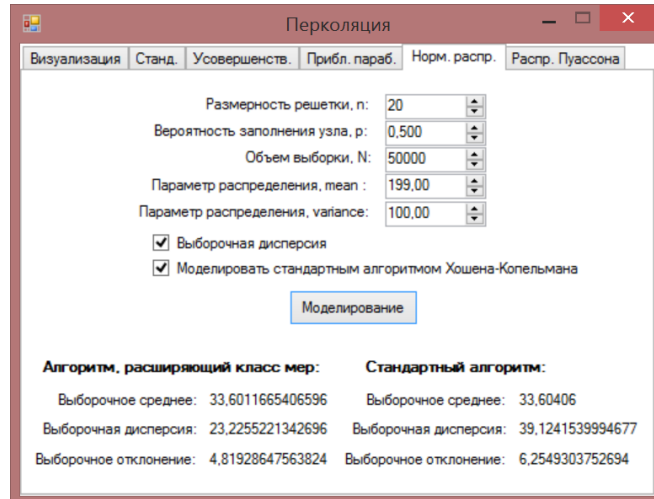 Перколяция
Визуализация Станд. Усовершенств. Прибл. параб. Норм. распр. Распр. Пуассона
Размерность решетки, n: 20
Вероятность заполнения узла, p: 0,500
Объем выборки, N: 50000
Параметр распределения, mean : 199,00
Параметр распределения, variance: 100,00
Выборочная дисперсия
Моделировать стандартным алгоритмом Хошена-Копельмана
Моделирование
Алгоритм, расширяющий класс мер: Стандартный алгоритм:
Выборочное среднее: 33,6011665406596 Выборочное среднее: 33,60406
Выборочная дисперсия: 23,2255221342696 Выборочная дисперсия: 39,1241539994677
Выборочное отклонение: 4,81928647563824 Выборочное отклонение: 6,2549303752694